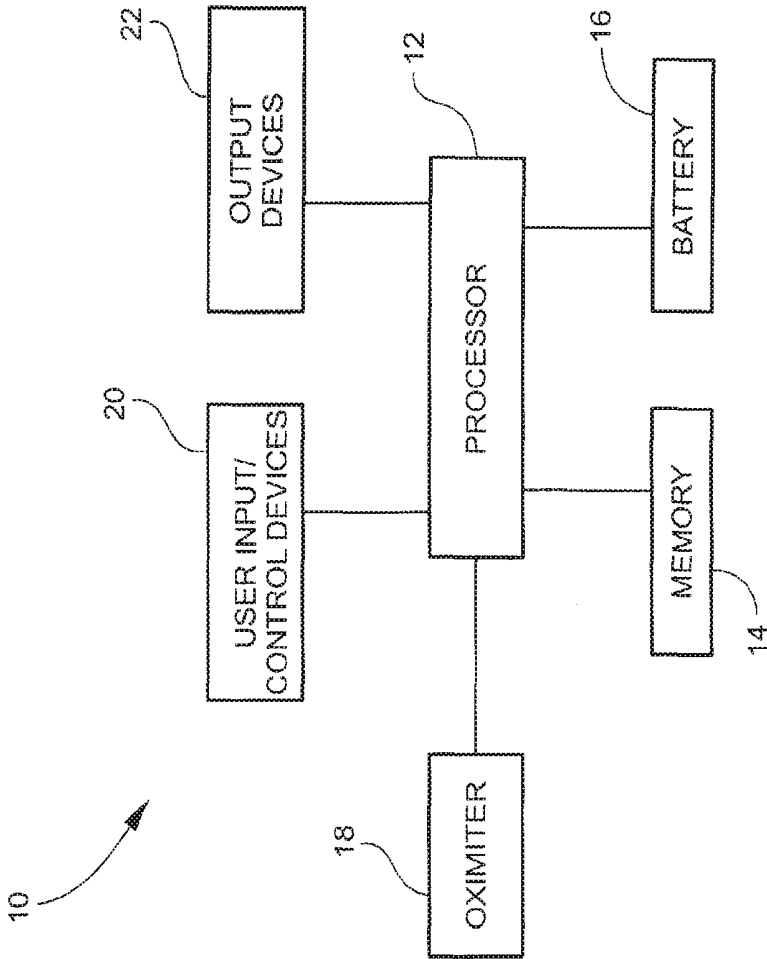 10
20
USER INPUT/
CONTROL DEVICES
22
OUTPUT
DEVICES
18
OXIMITER
PROCESSOR
12
14
MEMORY
BATTERY
16